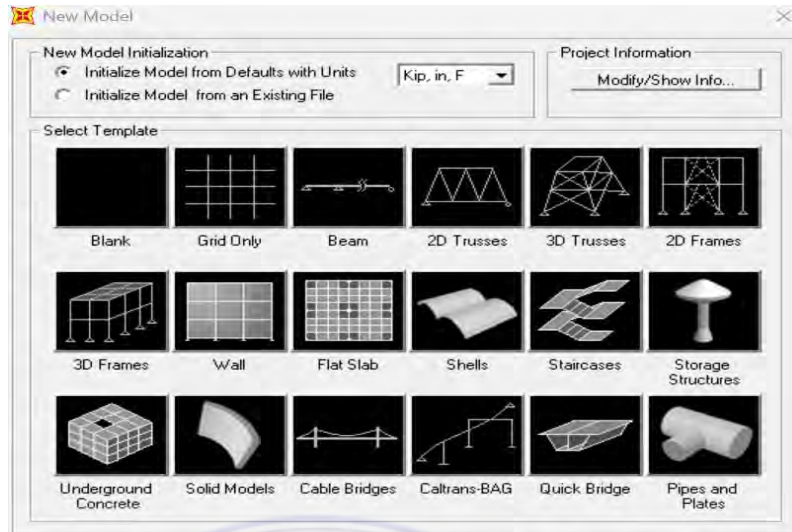 New Model
New Model Initialization
Project Information
Initialize Model from Defaults with Units
Kip, in, F
Modify/Show Info...
Initialize Model from an Existing File
Select Template
Blank
Grid Only
Beam
2D Trusses
3D Trusses
2D Frames
3D Frames
Wall
Flat Slab
Shells
Staircases
Storage
Structures
Underground
Concrete
Solid Models
Cable Bridges
Caltrans-BAG
Quick Bridge
Pipes and
Plates